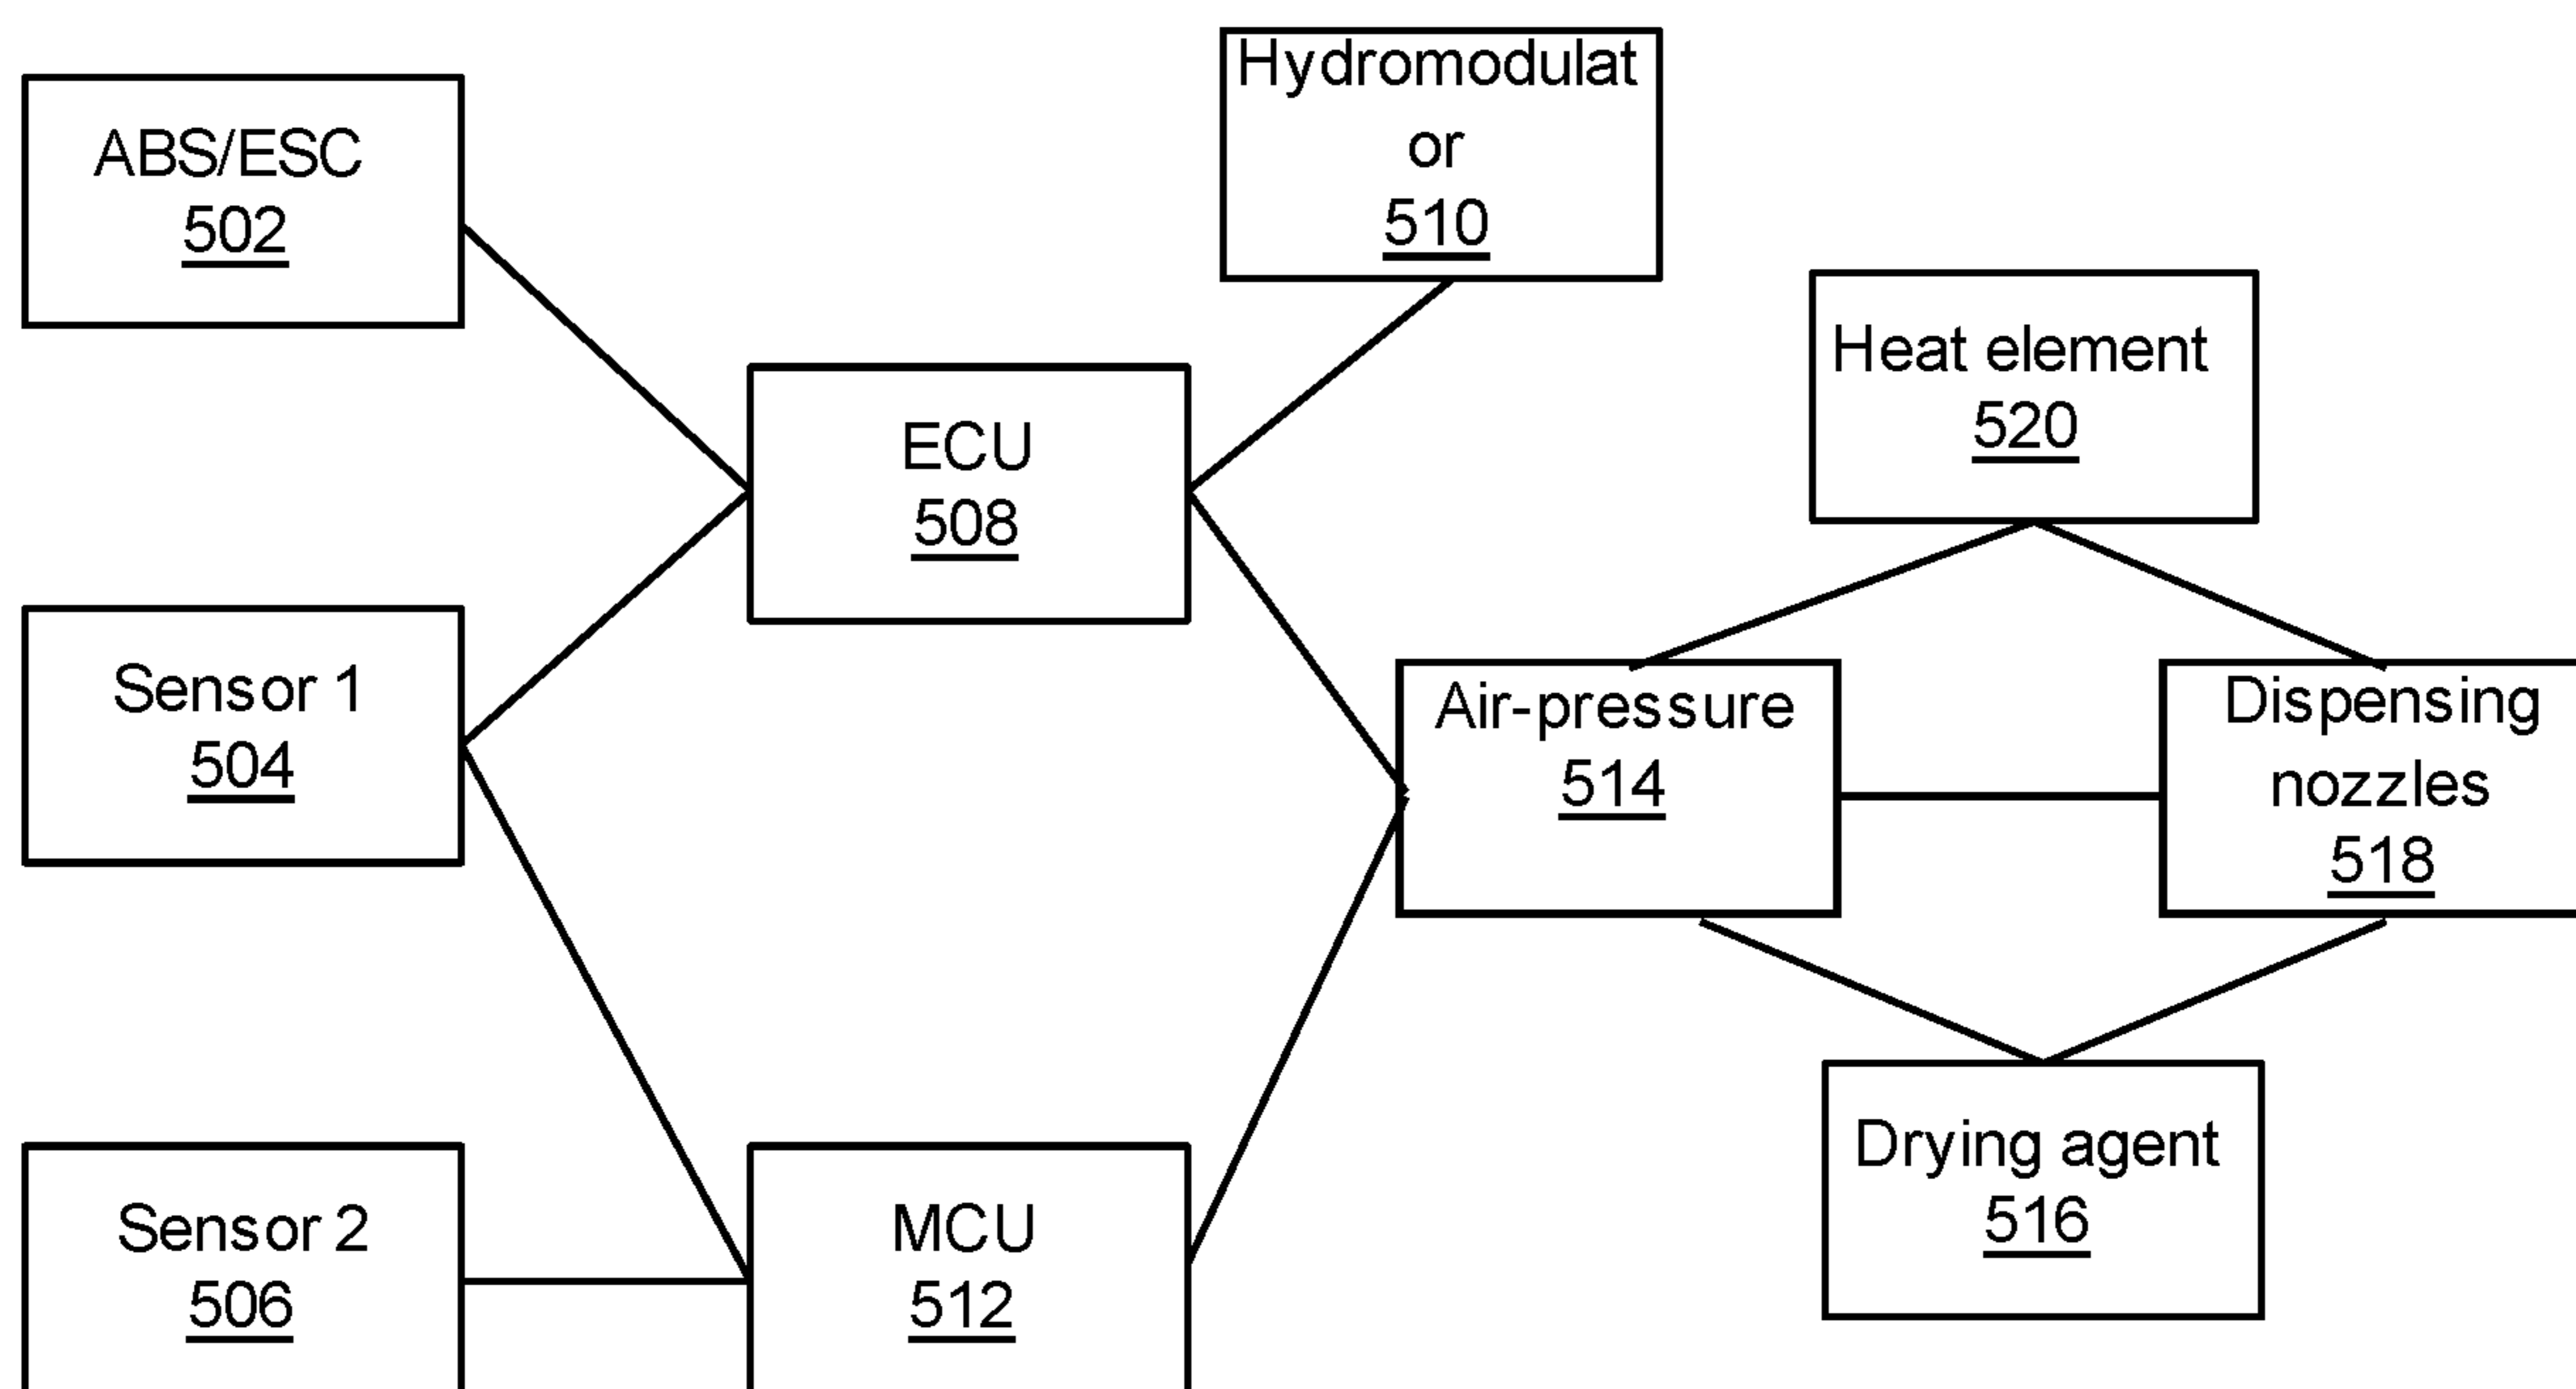 ABS/ESC
502
Sensor 1
504
Sensor 2
506
ECU
508
MCU
512
Hydromodulat
or
510
Air-pressure
514
Heat element
520
Drying agent
516
Dispensing
nozzles
518